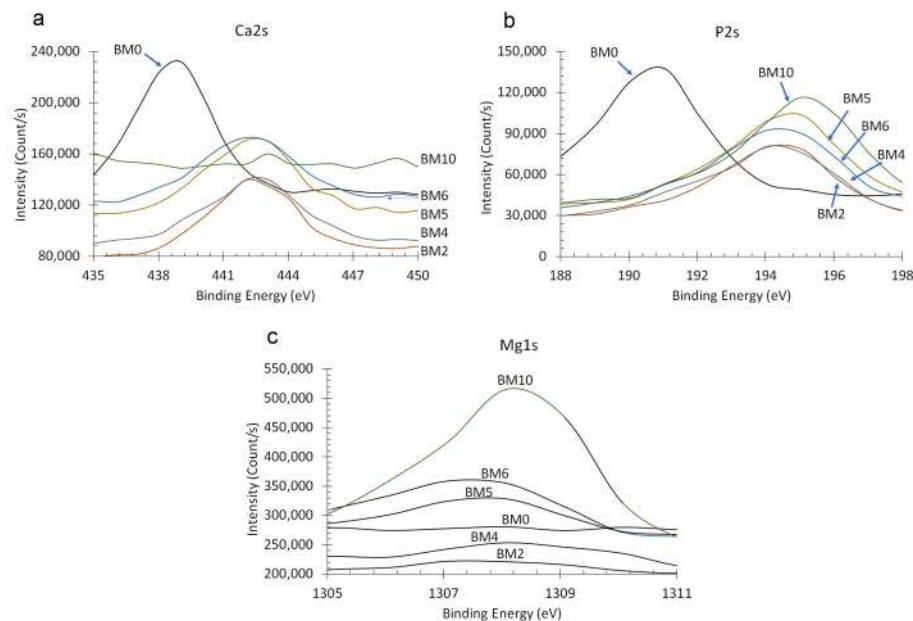 a
Ca2s
Intensity (Count/s)
240,000
200,000
160,000
120,000
80,000
BM0
BM10
BM6
BM5
BM4
BM2
435
438
441
444
447
450
Binding Energy (eV)
b
P2s
Intensity (Count/s)
150,000
120,000
90,000
60,000
30,000
0
BM0
BM10
BM5
BM6
BM4
BM2
188
190
192
194
196
198
Binding Energy (eV)
c
Mg1s
Intensity (Count/s)
550,000
500,000
450,000
400,000
350,000
300,000
250,000
200,000
BM10
BM6
BM5
BM0
BM4
BM2
1305
1307
1309
1311
Binding Energy (eV)